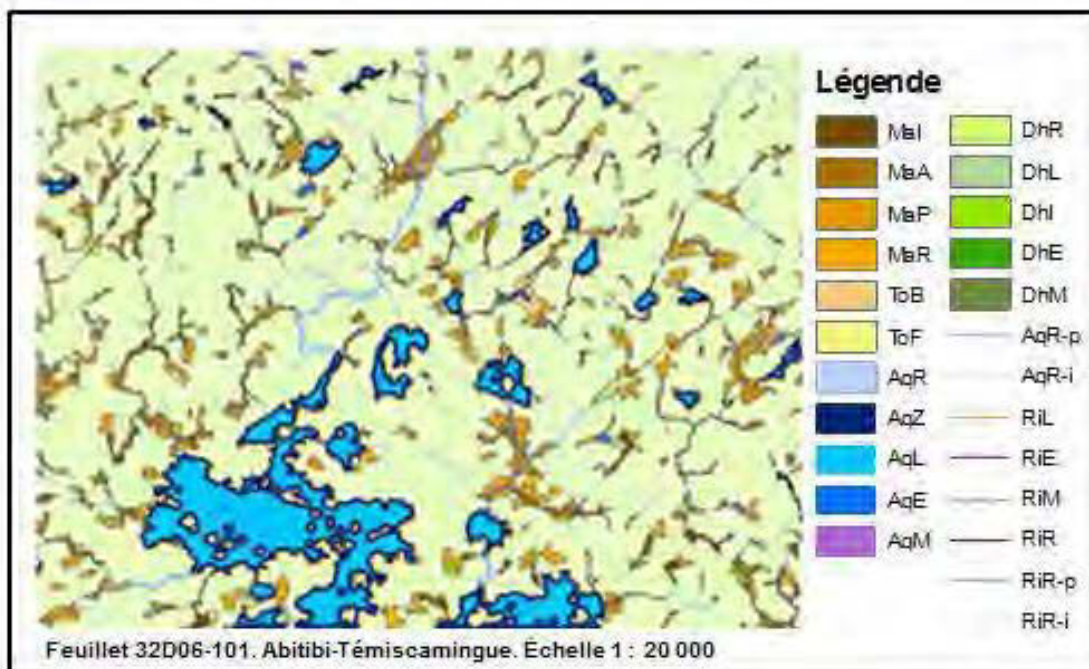 Légende
MaI
MaA
MaP
MaR
ToB
ToF
AqR
AqZ
AqL
AqE
AqM
DhR
DhL
DhI
DhE
DhM
AqR-p
AqR-i
RiL
RiE
RiM
RiR
RiR-p
RiR-i
Feuillet 32D06-101. Abitibi-Témiscamingue. Échelle 1 : 20 000